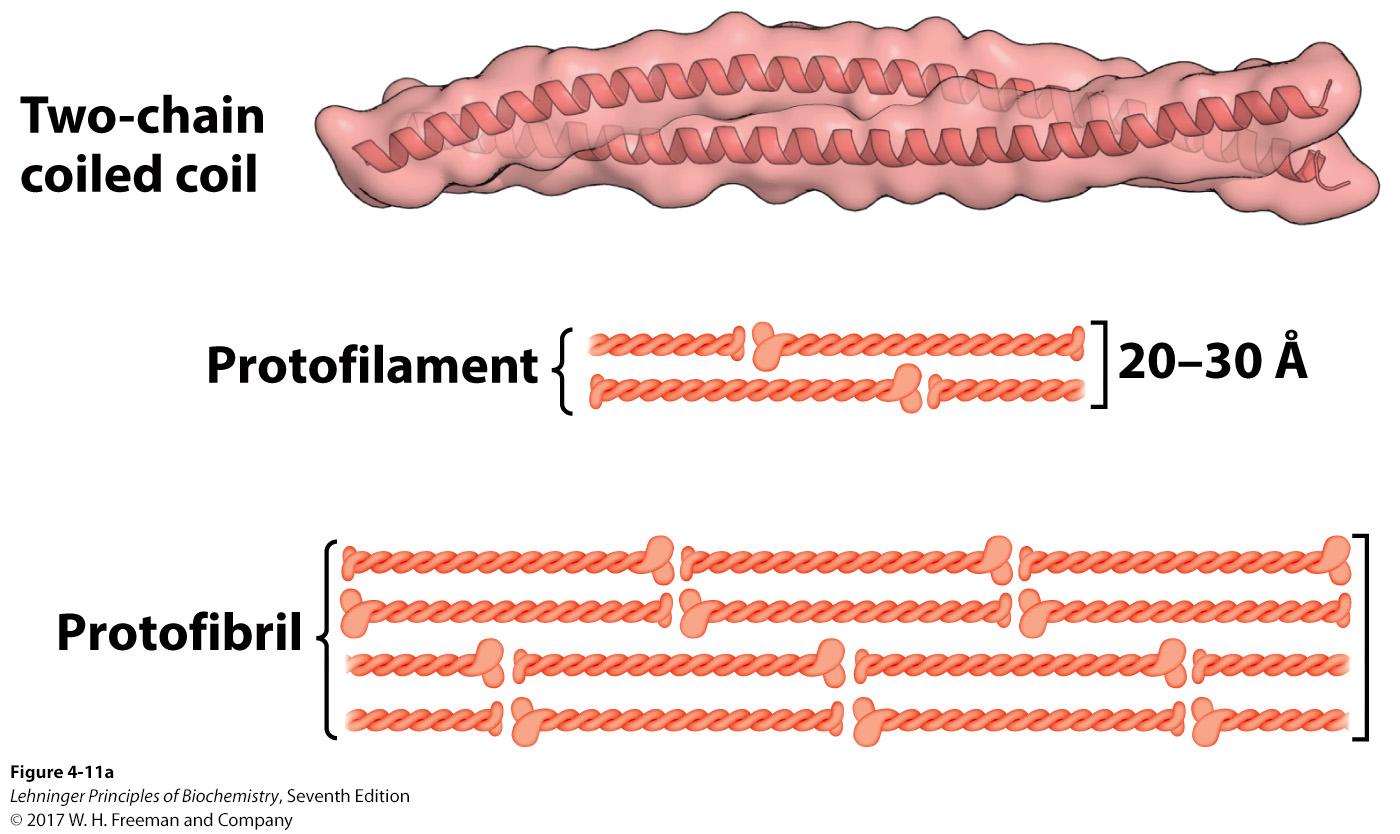 Two-chain
coiled coil
Protofilament
20–30 Å
Protofibril
Figure 4-11a
Lehninger Principles of Biochemistry, Seventh Edition
© 2017 W. H. Freeman and Company